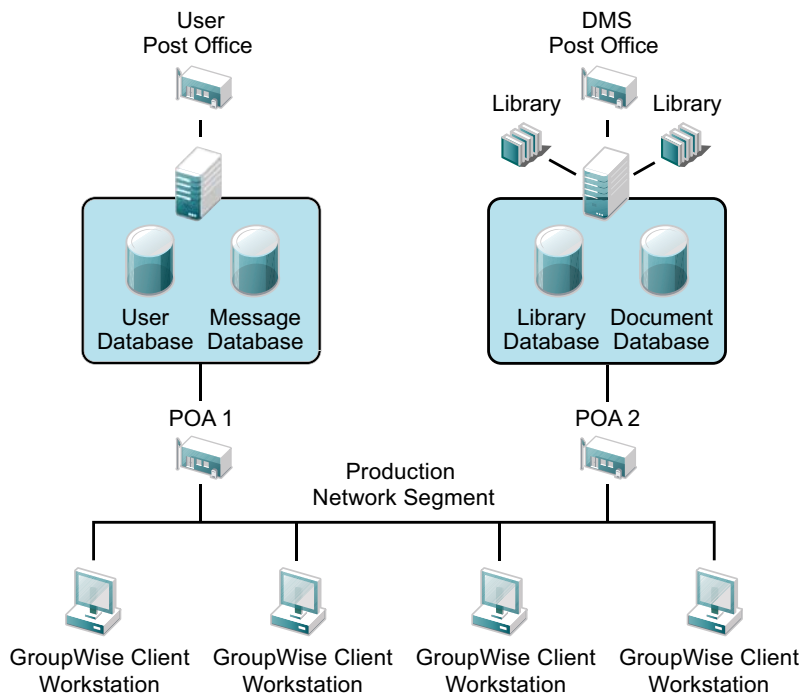 User
Post Office
DMS
Post Office
Library
Library
User
Database
Message
Database
Library
Database
Document
Database
POA 1
POA 2
Production
Network Segment
GroupWise Client
Workstation
GroupWise Client
Workstation
GroupWise Client
Workstation
GroupWise Client
Workstation